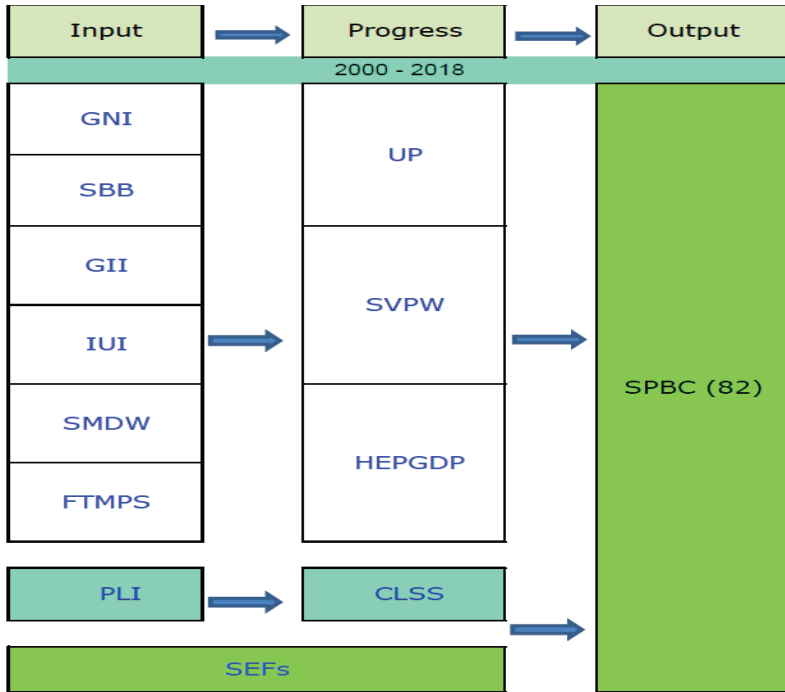 Input
Progress
Output
2000 - 2018
GNI
SBB
GII
IUI
SMDW
FTMPS
UP
SVPW
HEPGDP
SPBC (82)
PLI
CLSS
SEFs